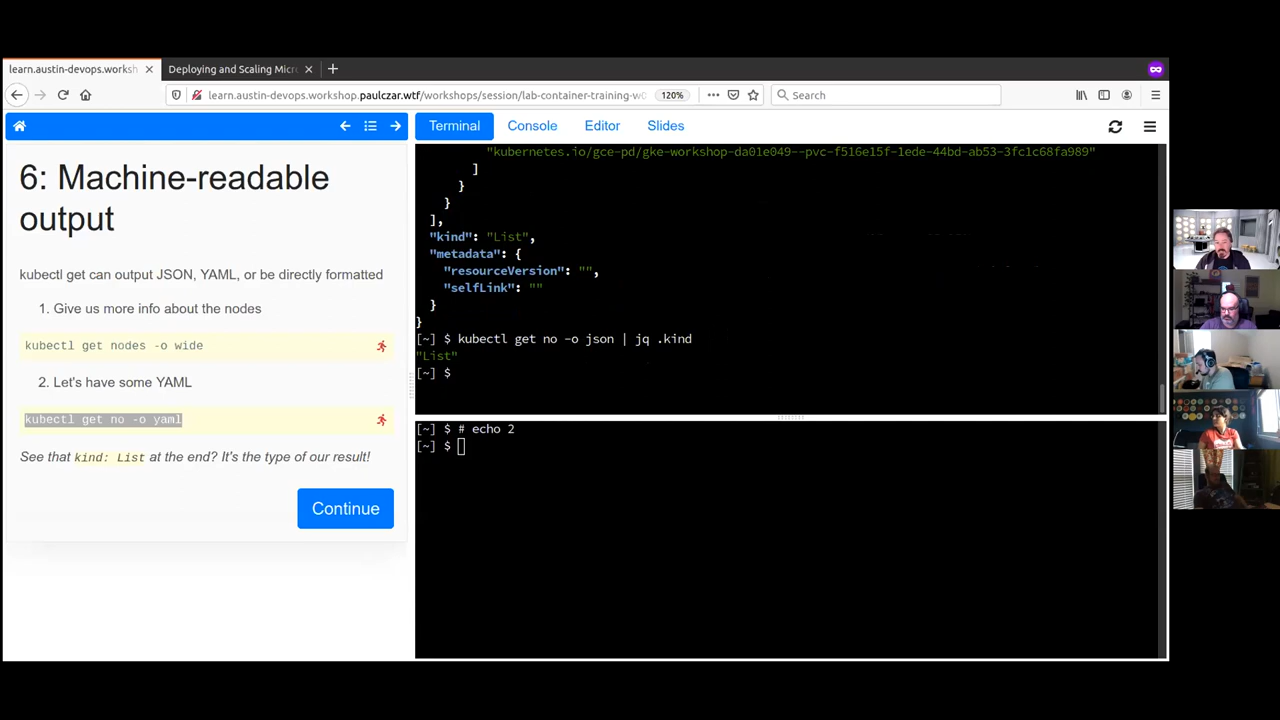 learn.austin-devops.worksh
Deploying and Scaling Micr
learn.austin-devops.workshop.paulczar.wtf/workshops/session/lab-container-training-w
120%
Search
Terminal
Console
Editor
Slides
6: Machine-readable
output
kubectl get can output JSON, YAML, or be directly formatted
1. Give us more info about the nodes
kubectl get nodes -o wide
2. Let's have some YAML
kubectl get no -o yaml
See that kind: List at the end? It's the type of our result!
Continue
"kubernetes.io/gce-pd/gke-workshop-da01e049--pvc-f516e15f-1ede-44bd-ab53-3fc1c68fa989"
]
}
}
],
"kind": "List",
"metadata": {
"resourceVersion": "",
"selfLink": ""
}
}
[~] $ kubectl get no -o json | jq .kind
"List"
[~] $
[~] $ # echo 2
[~] $